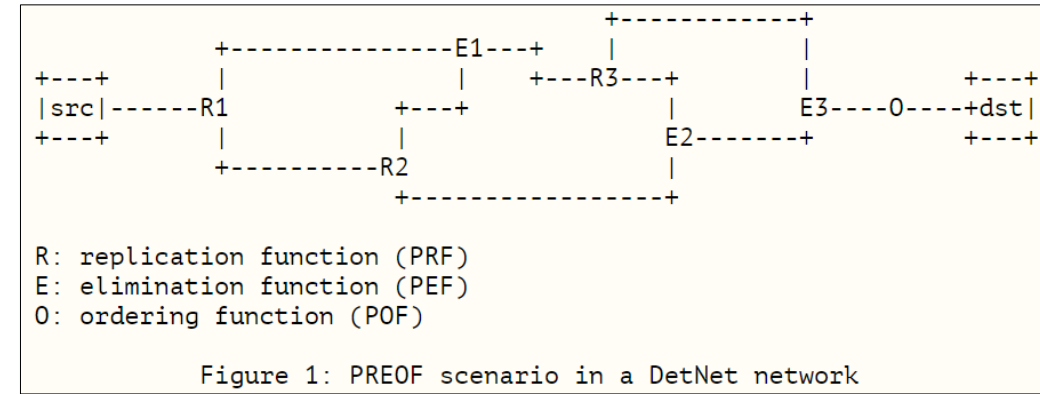 +------------+
                     +---------------E1---+      |            |
+---+          |                      |      +---R3---+          |              +---+
|src|------R1               +---+                |          E3----O----+dst|
+---+          |               |                      E2-------+              +---+
                     +----------R2                      |
                                    +-----------------+
R: replication function (PRF)
E: elimination function (PEF)
O: ordering function (POF)
Figure 1: PREOF scenario in a DetNet network